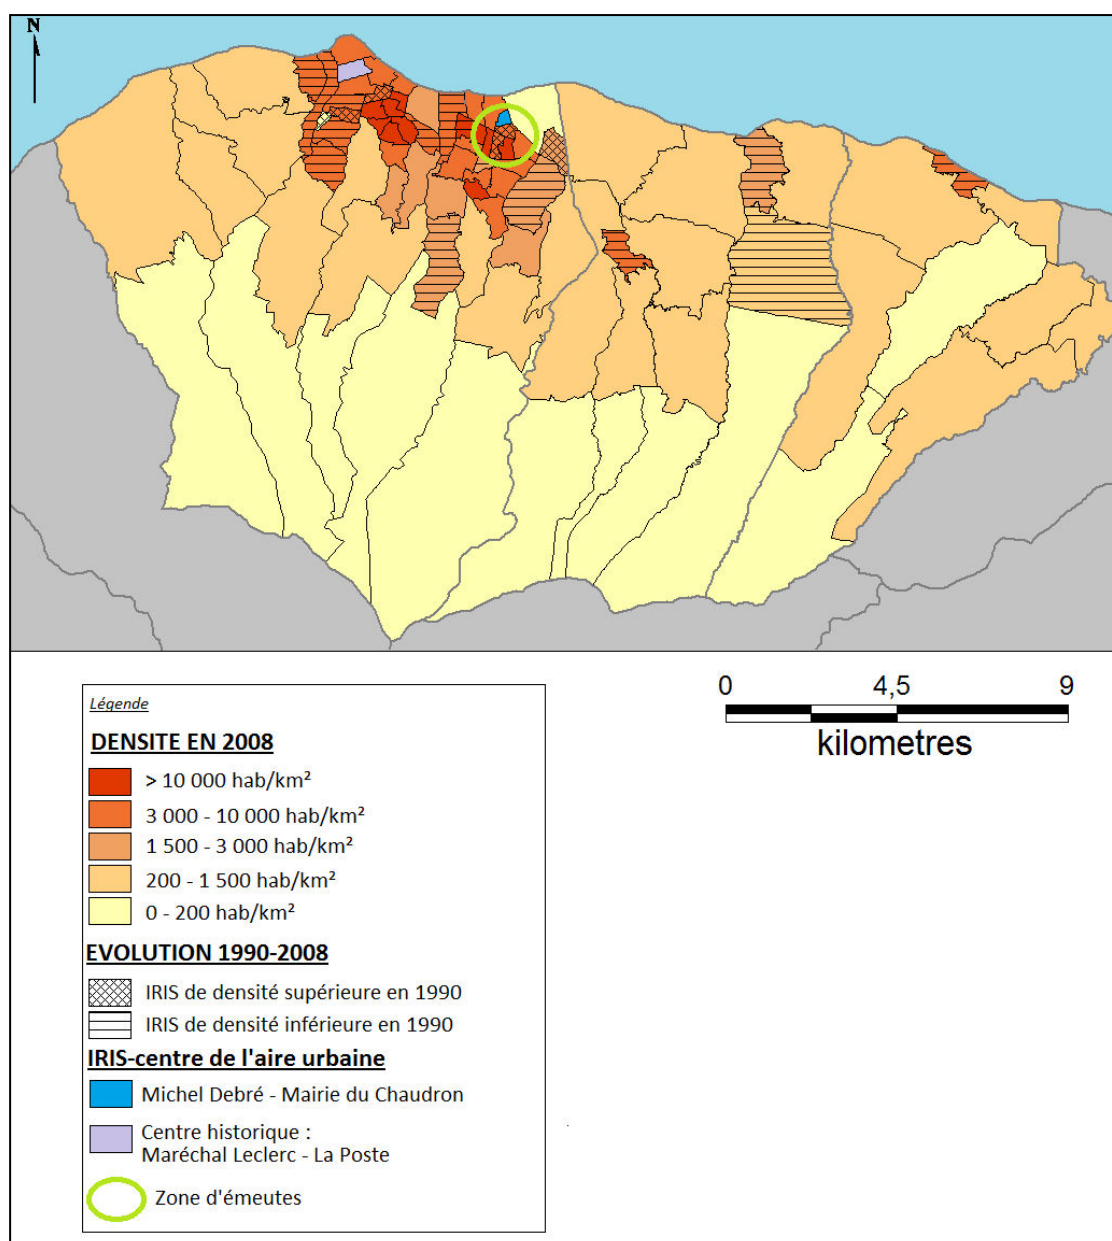 N
0 4,5 9
kilometres
Légende
DENSITE EN 2008
> 10 000 hab/km²
3 000 - 10 000 hab/km²
1 500 - 3 000 hab/km²
200 - 1 500 hab/km²
0 - 200 hab/km²
EVOLUTION 1990-2008
IRIS de densité supérieure en 1990
IRIS de densité inférieure en 1990
IRIS-centre de l'aire urbaine
Michel Debré - Mairie du Chaudron
Centre historique :
Maréchal Leclerc - La Poste
Zone d'émeutes